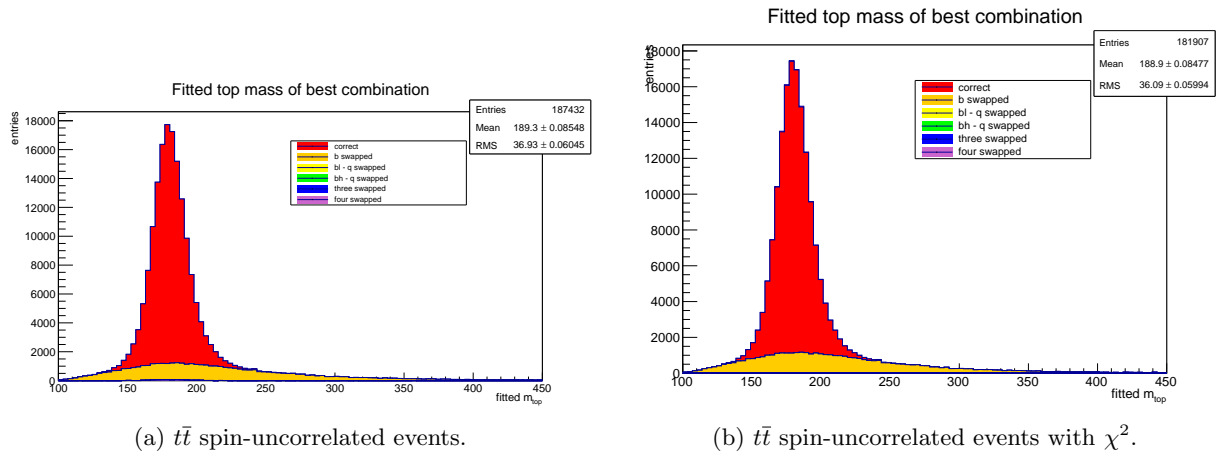 Fitted top mass of best combination
Entries 187432
Mean 189.3 ± 0.08548
RMS 36.93 ± 0.06045
entries
18000
16000
14000
12000
10000
8000
6000
4000
2000
0
correct
b swapped
bl - q swapped
bh - q swapped
three swapped
four swapped
100 150 200 250 300 350 400 450
fitted m_top
(a) tt̄ spin-uncorrelated events.
Fitted top mass of best combination
Entries 181907
Mean 188.9 ± 0.08477
RMS 36.09 ± 0.05994
entries
18000
16000
14000
12000
10000
8000
6000
4000
2000
0
correct
b swapped
bl - q swapped
bh - q swapped
three swapped
four swapped
100 150 200 250 300 350 400 450
fitted m_top
(b) tt̄ spin-uncorrelated events with χ².